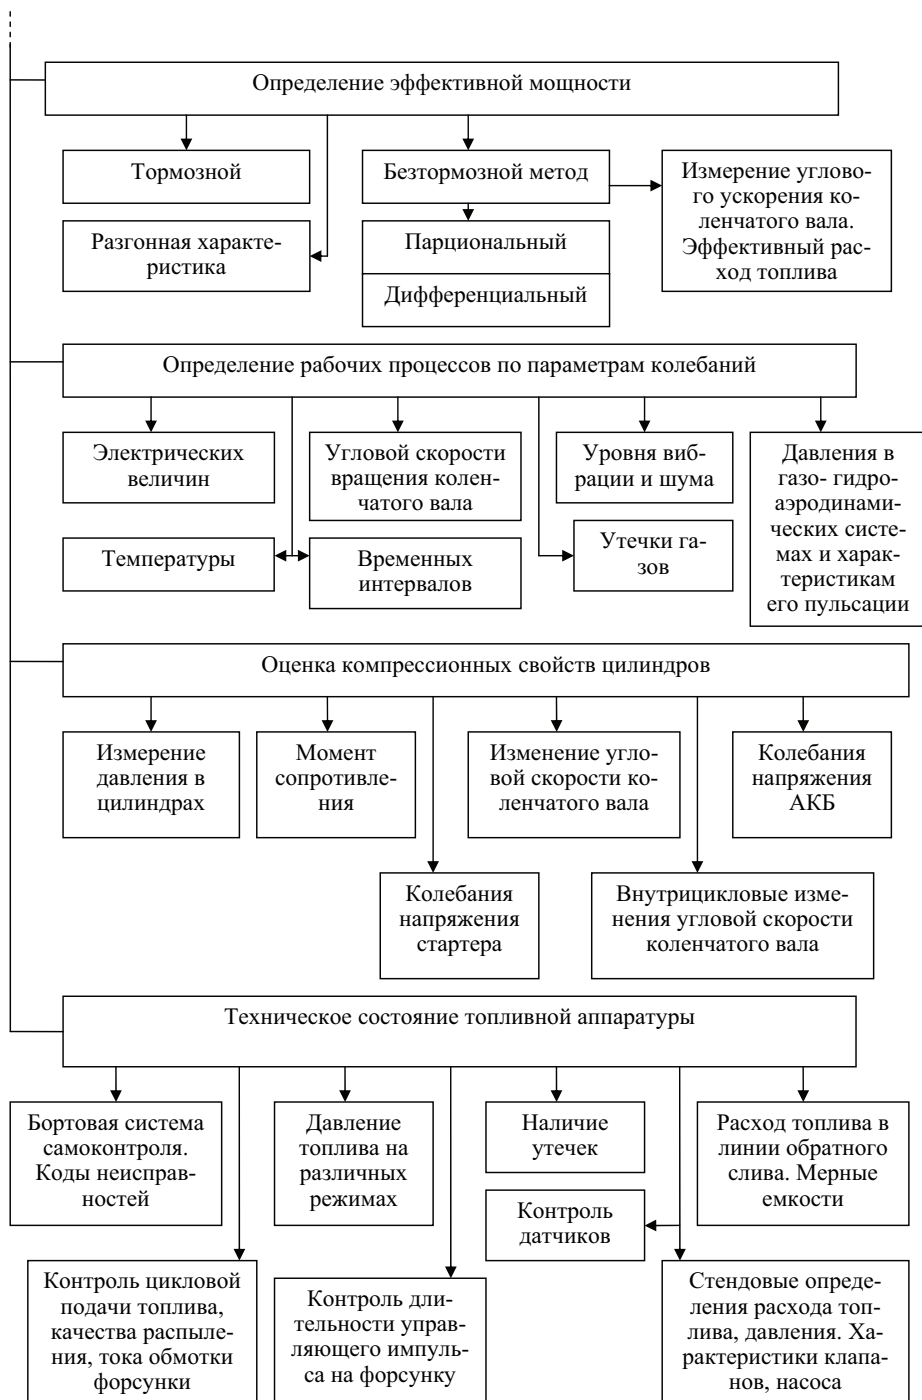 Определение эффективной мощности
Тормозной
Безтормозной метод
Измерение углово-
го ускорения ко-
ленчатого вала.
Эффективный рас-
ход топлива
Разгонная характе-
ристика
Парциональный
Дифференциальный
Определение рабочих процессов по параметрам колебаний
Электрических
величин
Угловой скорости
вращения колен-
чатого вала
Уровня виб-
рации и шума
Давления в
газо- гидро-
аэродинами-
ческих систе-
мах и харак-
теристикам
его пульсации
Температуры
Временных
интервалов
Утечки га-
зов
Оценка компрессионных свойств цилиндров
Измерение
давления в
цилиндрах
Момент
сопротивле-
ния
Изменение угло-
вой скорости ко-
ленчатого вала
Колебания
напряжения
АКБ
Колебания
напряжения
стартера
Внутрицикловые изме-
нения угловой скорости
коленчатого вала
Техническое состояние топливной аппаратуры
Бортовая система
самоконтроля.
Коды неисправ-
ностей
Давление
топлива на
различных
режимах
Наличие
утечек
Расход топлива в
линии обратного
слива. Мерные
емкости
Контроль
датчиков
Контроль цикловой
подачи топлива,
качества распыле-
ния, тока обмотки
форсунки
Контроль дли-
тельности управ-
ляющего импуль-
са на форсунку
Стендовые опреде-
ления расхода топ-
лива, давления. Ха-
рактеристики клапа-
нов, насоса